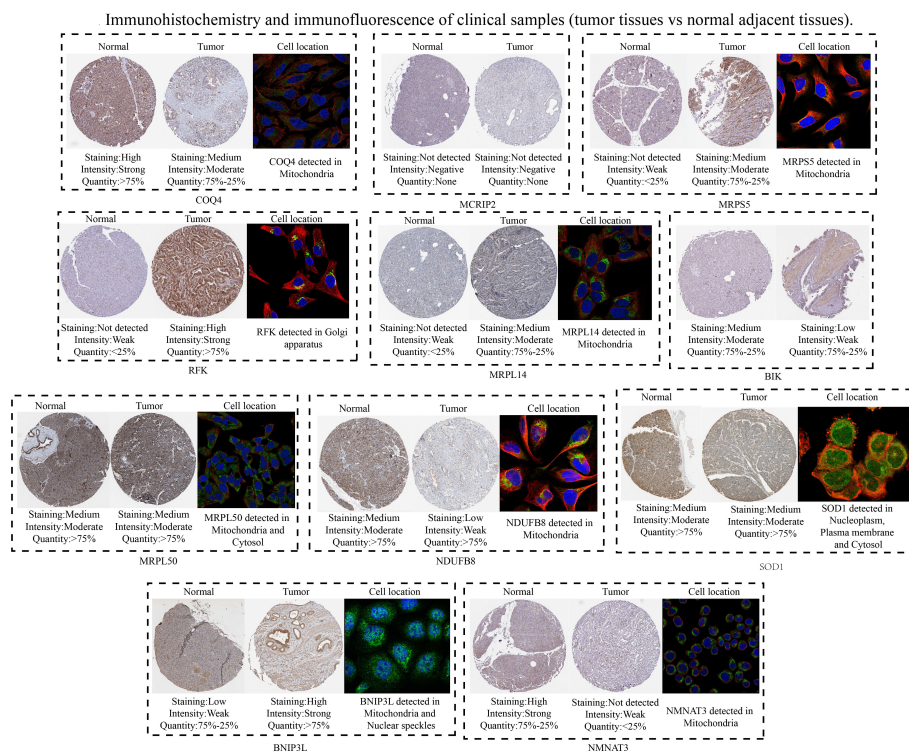 Immunohistochemistry and immunofluorescence of clinical samples (tumor tissues vs normal adjacent tissues).
Normal Tumor Cell location
Staining:High
Intensity:Strong
Quantity:>75%
Staining:Medium
Intensity:Moderate
Quantity:75%-25%
COQ4 detected in
Mitochondria
COQ4
Normal Tumor
Staining:Not detected
Intensity:Negative
Quantity:None
Staining:Not detected
Intensity:Negative
Quantity:None
MCRIP2
Normal Tumor Cell location
Staining:Not detected
Intensity:Weak
Quantity:<25%
Staining:Medium
Intensity:Moderate
Quantity:75%-25%
MRPS5 detected in
Mitochondria
MRPS5
Normal Tumor Cell location
Staining:Not detected
Intensity:Weak
Quantity:<25%
Staining:High
Intensity:Strong
Quantity:>75%
RFK detected in Golgi
apparatus
RFK
Normal Tumor Cell location
Staining:Not detected
Intensity:Weak
Quantity:<25%
Staining:Medium
Intensity:Moderate
Quantity:75%-25%
MRPL14 detected in
Mitochondria
MRPL14
Normal Tumor
Staining:Medium
Intensity:Moderate
Quantity:75%-25%
Staining:Low
Intensity:Weak
Quantity:75%-25%
BIK
Normal Tumor Cell location
Staining:Medium
Intensity:Moderate
Quantity:>75%
Staining:Medium
Intensity:Moderate
Quantity:>75%
MRPL50 detected in
Mitochondria and
Cytosol
MRPL50
Normal Tumor Cell location
Staining:Medium
Intensity:Moderate
Quantity:>75%
Staining:Low
Intensity:Weak
Quantity:>75%
NDUFB8 detected in
Mitochondria
NDUFB8
Normal Tumor Cell location
Staining:Medium
Intensity:Moderate
Quantity:>75%
Staining:Medium
Intensity:Moderate
Quantity:>75%
SOD1 detected in
Nucleoplasm,
Plasma membrane
and Cytosol
SOD1
Normal Tumor Cell location
Staining:Low
Intensity:Weak
Quantity:75%-25%
Staining:High
Intensity:Strong
Quantity:>75%
BNIP3L detected in
Mitochondria and
Nuclear speckles
BNIP3L
Normal Tumor Cell location
Staining:High
Intensity:Strong
Quantity:75%-25%
Staining:Not detected
Intensity:Weak
Quantity:<25%
NMNAT3 detected in
Mitochondria
NMNAT3